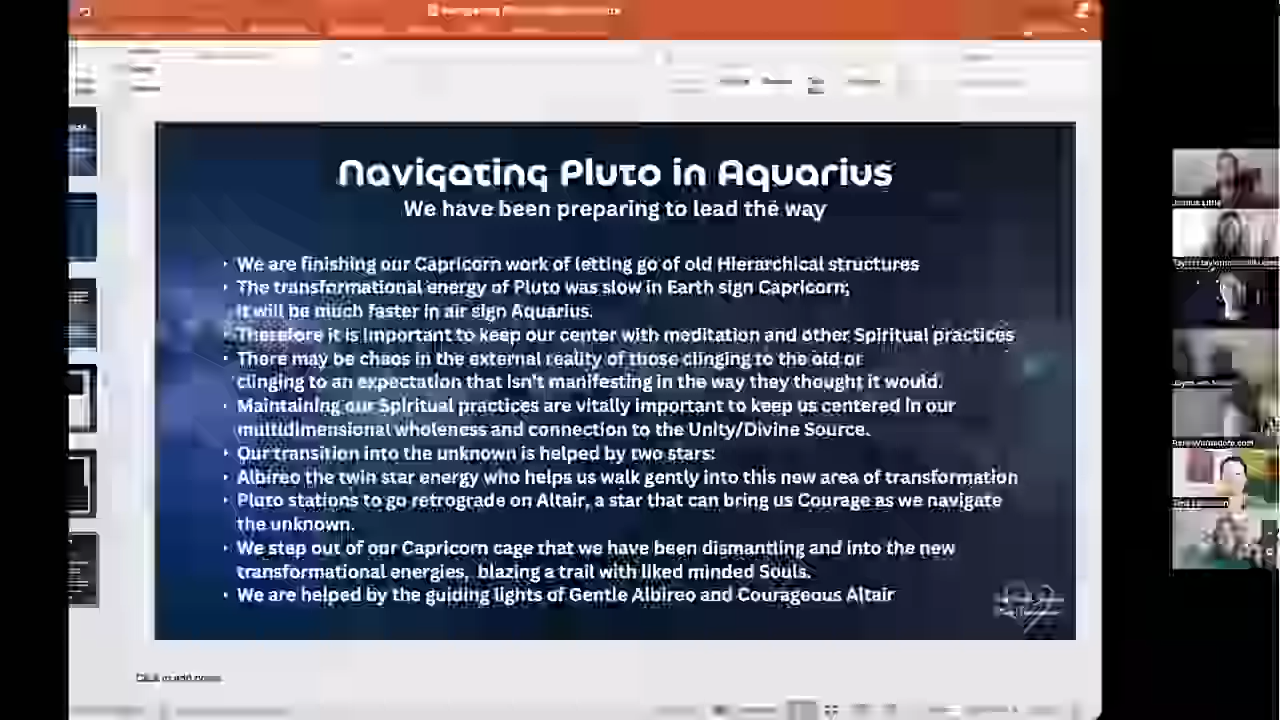 Navigating Pluto in Aquarius
We have been preparing to lead the way
• We are finishing our Capricorn work of letting go of old Hierarchical structures
• The transformational energy of Pluto was slow in Earth sign Capricorn;
it will be much faster in air sign Aquarius.
• Therefore it is important to keep our center with meditation and other Spiritual practices
• There may be chaos in the external reality of those clinging to the old or
clinging to an expectation that isn't manifesting in the way they thought it would.
• Maintaining our Spiritual practices are vitally important to keep us centered in our
multidimensional wholeness and connection to the Unity/Divine Source.
• Our transition into the unknown is helped by two stars:
• Albireo the twin star energy who helps us walk gently into this new area of transformation
• Pluto stations to go retrograde on Altair, a star that can bring us Courage as we navigate
the unknown.
• We step out of our Capricorn cage that we have been dismantling and into the new
transformational energies, blazing a trail with liked minded Souls.
• We are helped by the guiding lights of Gentle Albireo and Courageous Altair
Click to add notes